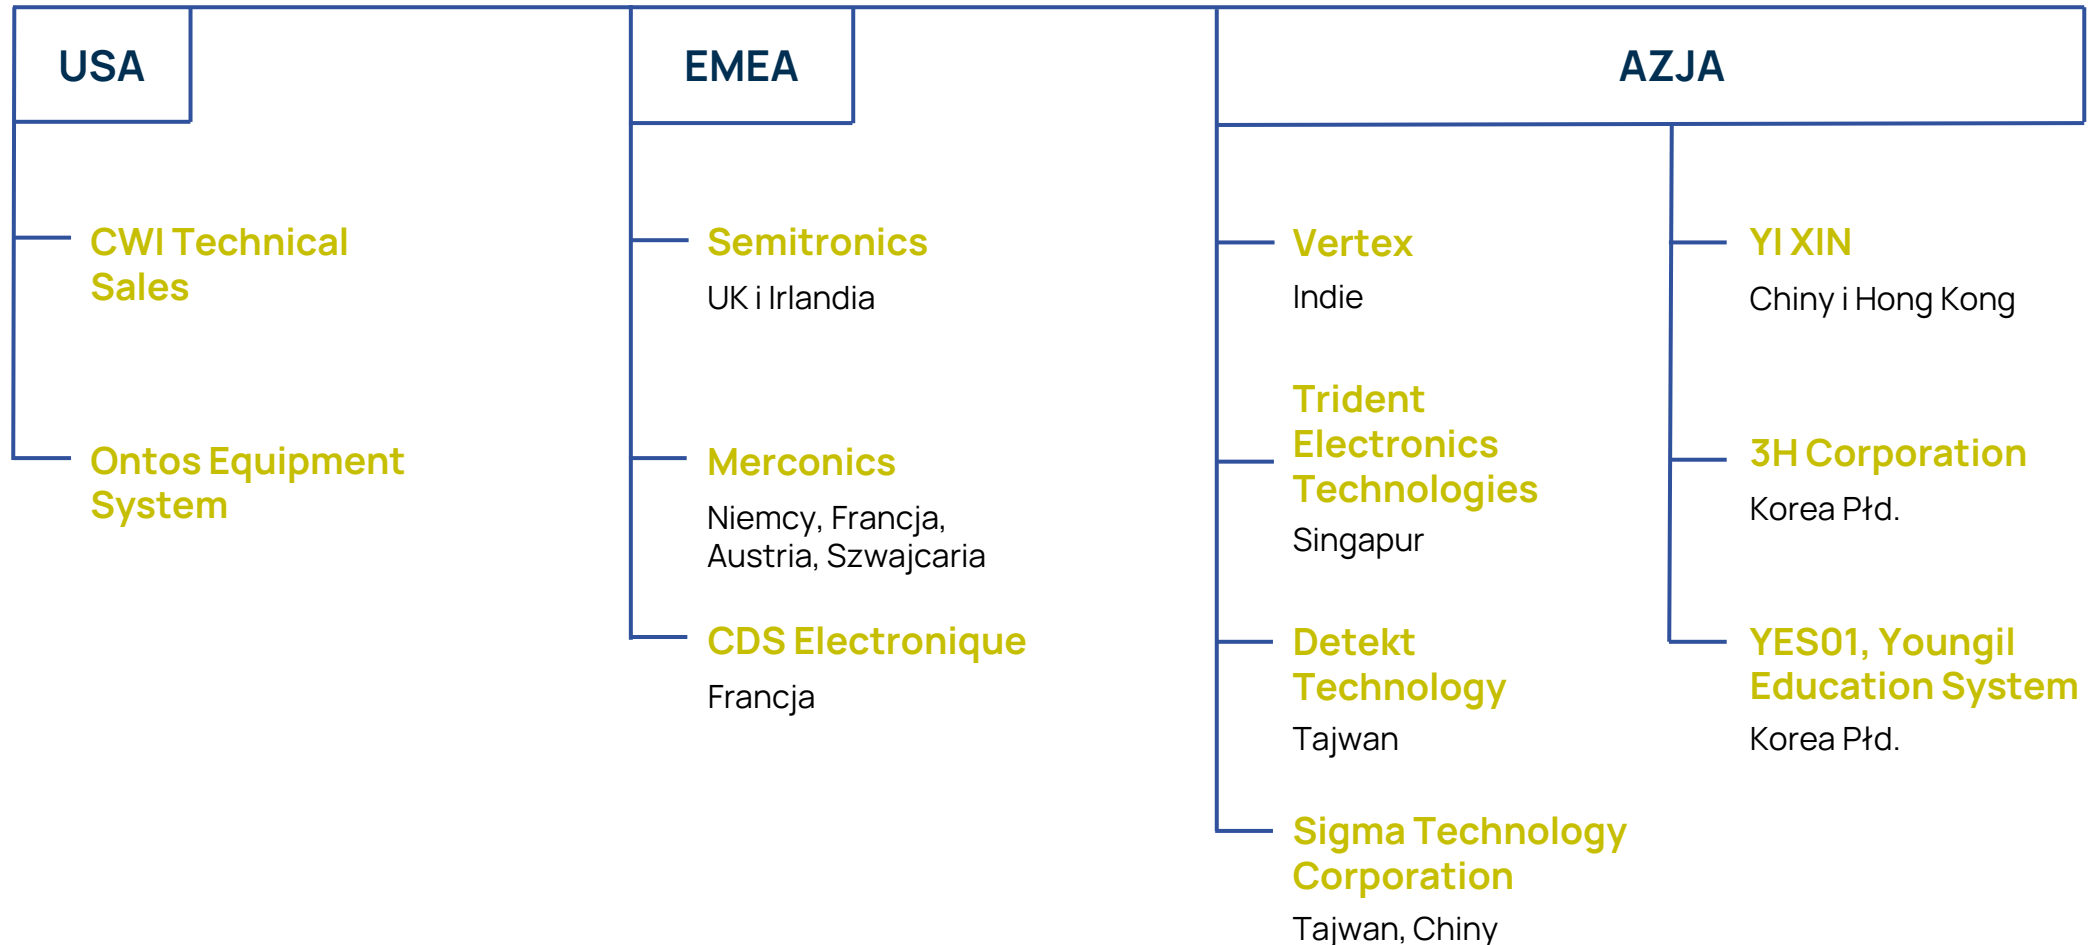 USA
CWI Technical
Sales
Ontos Equipment
System
EMEA
Semitronics
UK i Irlandia
Merconics
Niemcy, Francja,
Austria, Szwajcaria
CDS Electronique
Francja
AZJA
Vertex
Indie
Trident
Electronics
Technologies
Singapur
Detekt
Technology
Tajwan
Sigma Technology
Corporation
Tajwan, Chiny
YI XIN
Chiny i Hong Kong
3H Corporation
Korea Płd.
YES01, Youngil
Education System
Korea Płd.